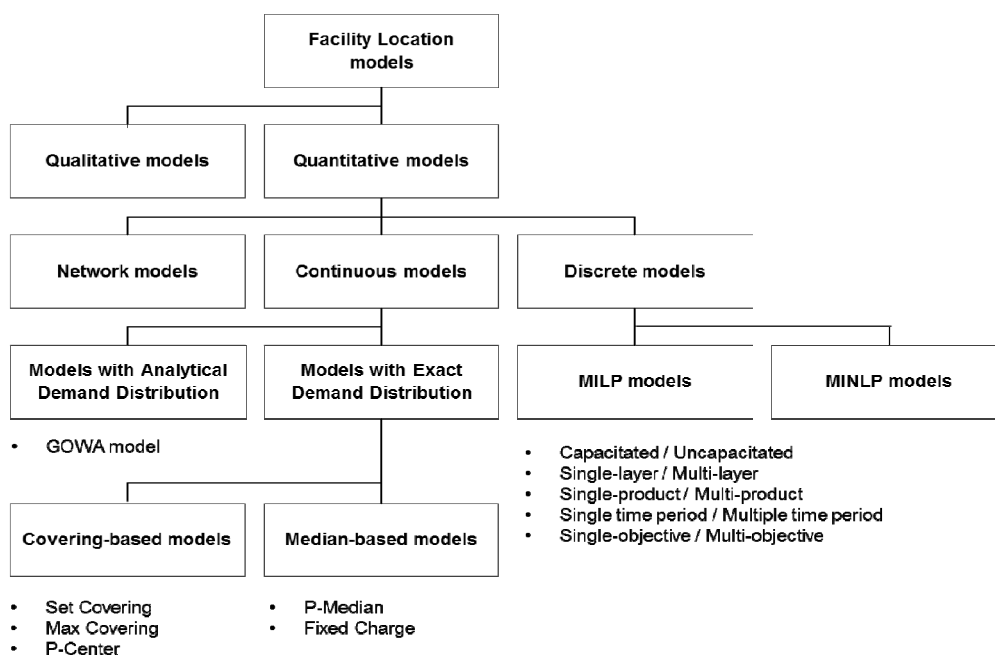 Facility Location
models
Qualitative models
Quantitative models
Network models
Continuous models
Discrete models
Models with Analytical
Demand Distribution
Models with Exact
Demand Distribution
MILP models
MINLP models
• GOWA model
• Capacitated / Uncapacitated
• Single-layer / Multi-layer
• Single-product / Multi-product
• Single time period / Multiple time period
• Single-objective / Multi-objective
Covering-based models
Median-based models
• Set Covering
• Max Covering
• P-Center
• P-Median
• Fixed Charge